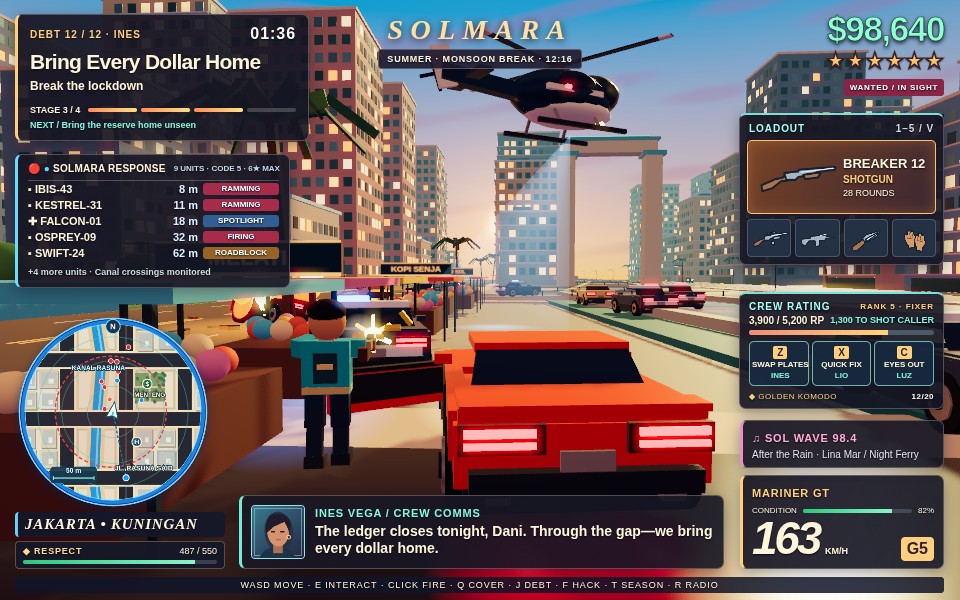 DEBT 12 / 12 · INES 01:36
Bring Every Dollar Home
Break the lockdown
STAGE 3 / 4
NEXT / Bring the reserve home unseen
SOLMARA
SUMMER · MONSOON BREAK · 12:16
$98,640
WANTED / IN SIGHT
SOLMARA RESPONSE 9 UNITS · CODE 5 · 6★ MAX
IBIS-43 8 m RAMMING
KESTREL-31 11 m RAMMING
FALCON-01 18 m SPOTLIGHT
OSPREY-09 32 m FIRING
SWIFT-24 62 m ROADBLOCK
+4 more units · Canal crossings monitored
LOADOUT 1–5 / V
BREAKER 12
SHOTGUN
28 ROUNDS
KOPI SENJA
CREW RATING RANK 5 · FIXER
3,900 / 5,200 RP 1,300 TO SHOT CALLER
Z X C
SWAP PLATES QUICK FIX EYES OUT
INES LIO LUZ
◆ GOLDEN KOMODO 12/20
N
KANAL RASUNA
S
MENTENG
H
JL. RASUNA SAID
50 m
♫ SOL WAVE 98.4
After the Rain · Lina Mar / Night Ferry
JAKARTA • KUNINGAN
◆ RESPECT 487 / 550
INES VEGA / CREW COMMS
The ledger closes tonight, Dani. Through the gap—we bring
every dollar home.
MARINER GT
CONDITION 82%
163 KM/H G5
WASD MOVE · E INTERACT · CLICK FIRE · Q COVER · J DEBT · F HACK · T SEASON · R RADIO